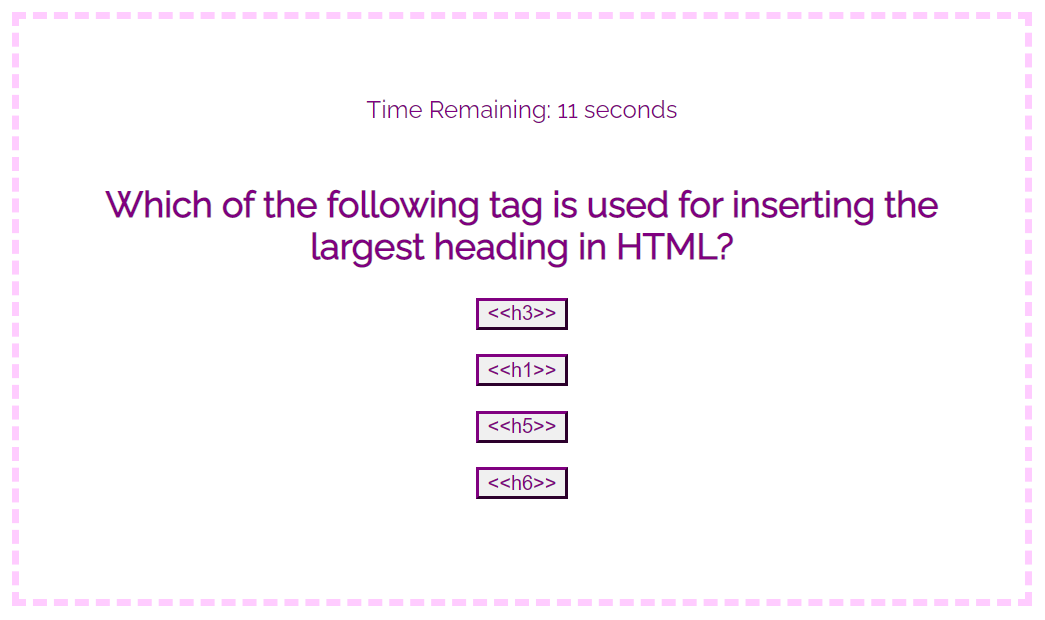 Time Remaining: 11 seconds
Which of the following tag is used for inserting the
largest heading in HTML?
<<h3>>
<<h1>>
<<h5>>
<<h6>>